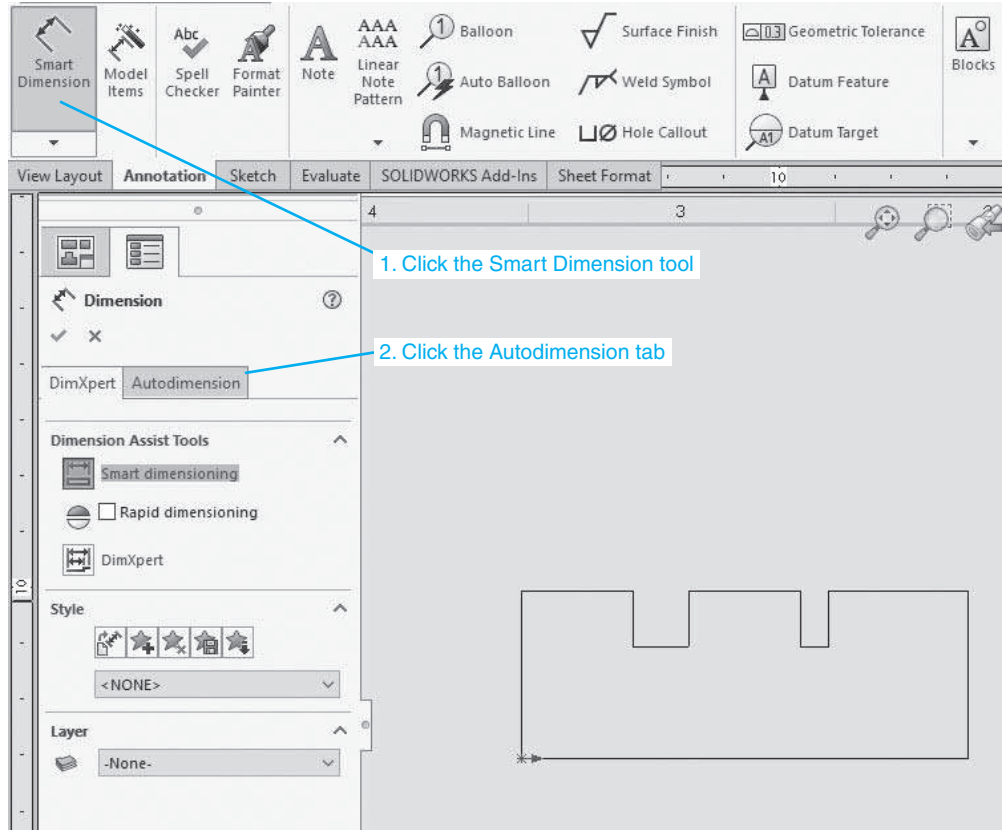 Smart
Dimension
Model
Items
Abc
Spell
Checker
Format
Painter
A
Note
AAA
AAA
Linear
Note
Pattern
1 Balloon
1 Auto Balloon
Magnetic Line
Surface Finish
Weld Symbol
Hole Callout
0.3 Geometric Tolerance
A Datum Feature
A1 Datum Target
A
Blocks
View Layout Annotation Sketch Evaluate SOLIDWORKS Add-Ins Sheet Format 10
4 3
1. Click the Smart Dimension tool
Dimension ?
2. Click the Autodimension tab
DimXpert Autodimension
Dimension Assist Tools
Smart dimensioning
Rapid dimensioning
DimXpert
10
Style
<NONE>
Layer
-None-